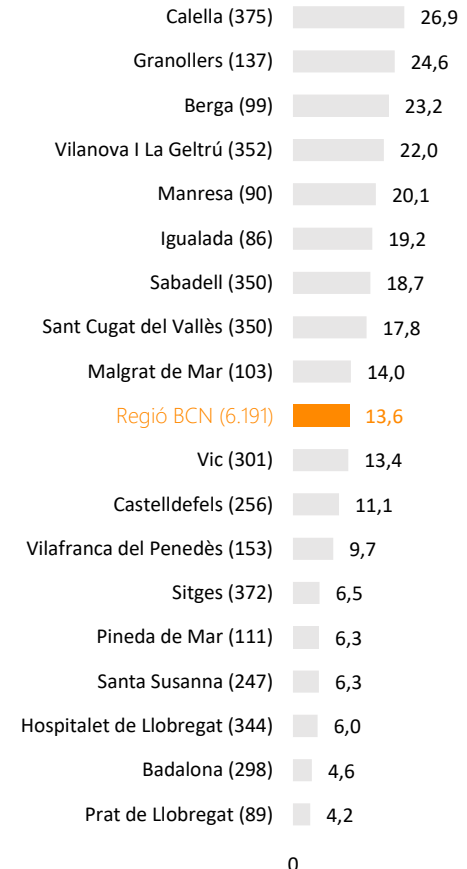 Calella (375) 26,9
Granollers (137) 24,6
Berga (99) 23,2
Vilanova I La Geltrú (352) 22,0
Manresa (90) 20,1
Igualada (86) 19,2
Sabadell (350) 18,7
Sant Cugat del Vallès (350) 17,8
Malgrat de Mar (103) 14,0
Regió BCN (6.191) 13,6
Vic (301) 13,4
Castelldefels (256) 11,1
Vilafranca del Penedès (153) 9,7
Sitges (372) 6,5
Pineda de Mar (111) 6,3
Santa Susanna (247) 6,3
Hospitalet de Llobregat (344) 6,0
Badalona (298) 4,6
Prat de Llobregat (89) 4,2
0